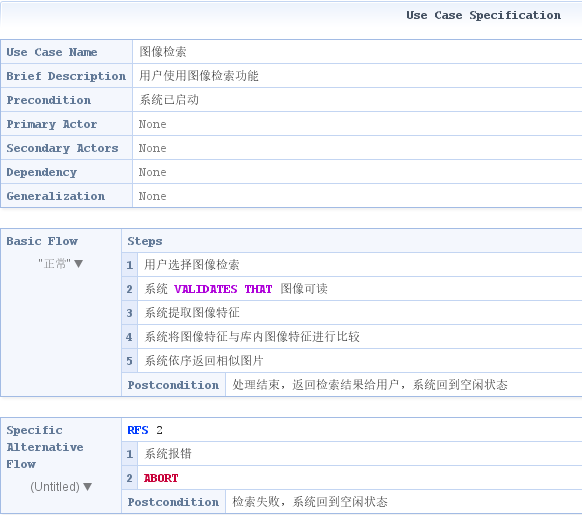 Use Case Specification
Use Case Name 图像检索
Brief Description 用户使用图像检索功能
Precondition 系统已启动
Primary Actor None
Secondary Actors None
Dependency None
Generalization None
Basic Flow Steps
"正常" ▼
1 用户选择图像检索
2 系统 VALIDATES THAT 图像可读
3 系统提取图像特征
4 系统将图像特征与库内图像特征进行比较
5 系统依序返回相似图片
Postcondition 处理结束，返回检索结果给用户，系统回到空闲状态
Specific
Alternative
Flow
(Untitled) ▼
RFS 2
1 系统报错
2 ABORT
Postcondition 检索失败，系统回到空闲状态